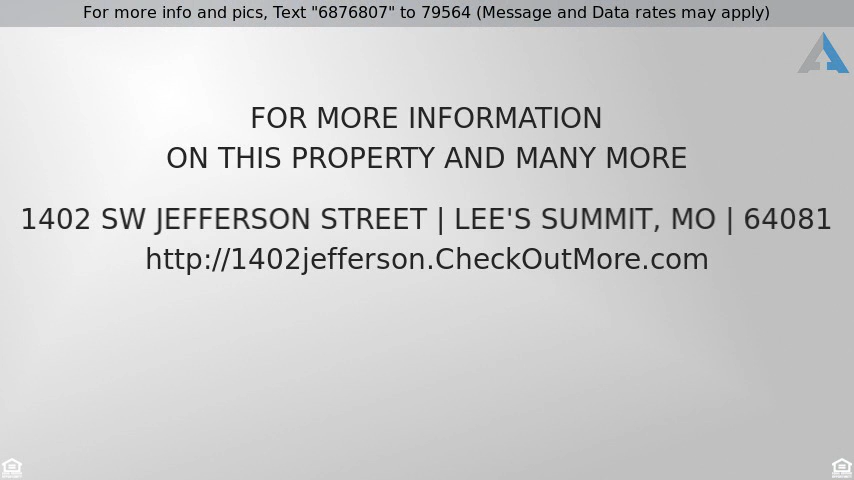 For more info and pics, Text "6876807" to 79564 (Message and Data rates may apply)
FOR MORE INFORMATION
ON THIS PROPERTY AND MANY MORE
1402 SW JEFFERSON STREET | LEE'S SUMMIT, MO | 64081
http://1402jefferson.CheckOutMore.com